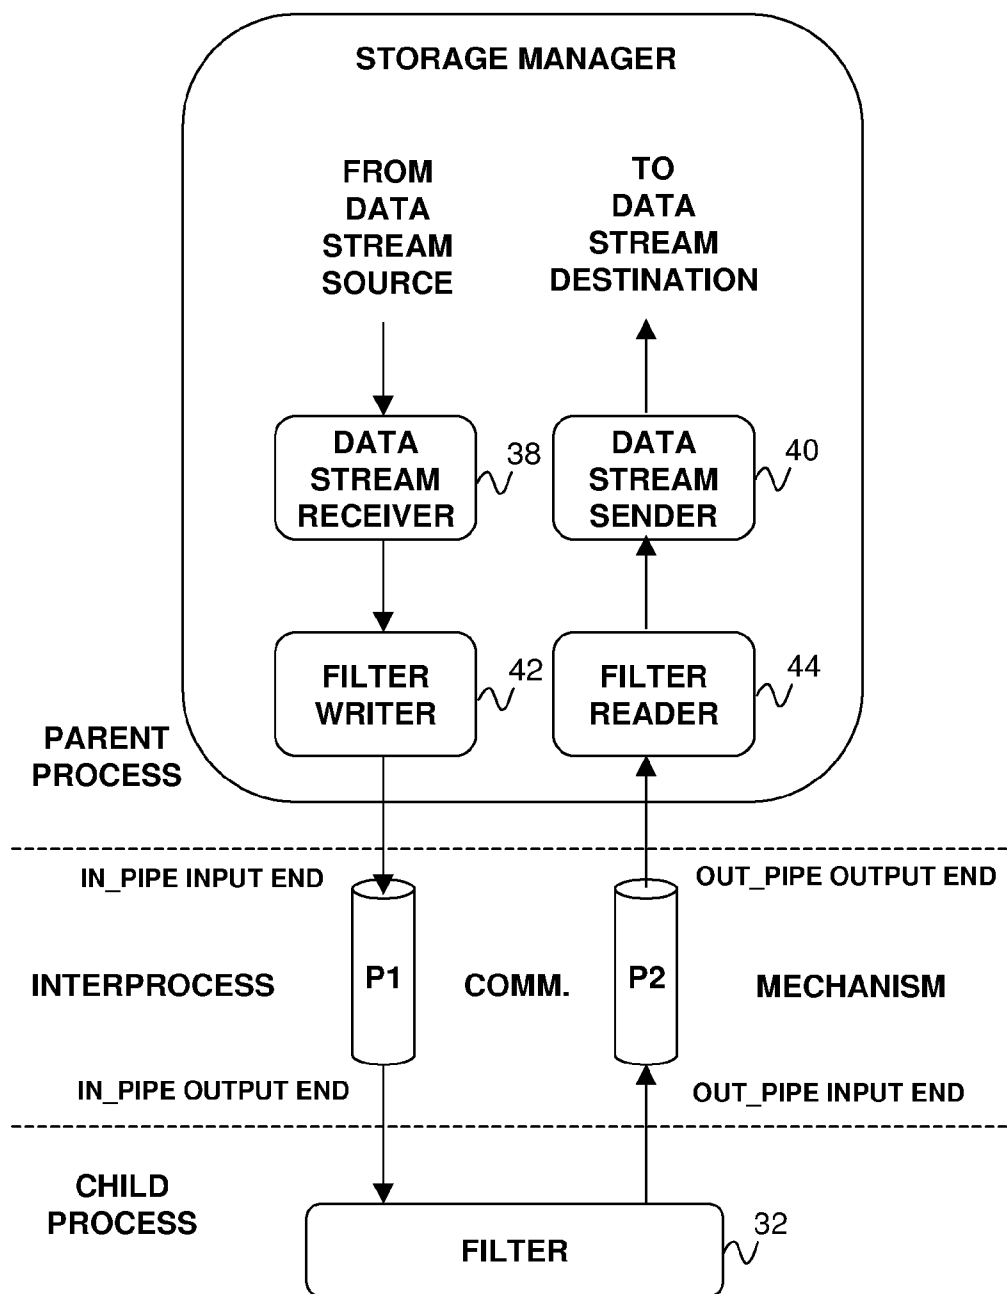 STORAGE MANAGER
FROM
DATA
STREAM
SOURCE
TO
DATA
STREAM
DESTINATION
DATA
STREAM
RECEIVER
38
DATA
STREAM
SENDER
40
FILTER
WRITER
42
FILTER
READER
44
PARENT
PROCESS
IN_PIPE INPUT END
OUT_PIPE OUTPUT END
INTERPROCESS
P1
COMM.
P2
MECHANISM
IN_PIPE OUTPUT END
OUT_PIPE INPUT END
CHILD
PROCESS
FILTER
32